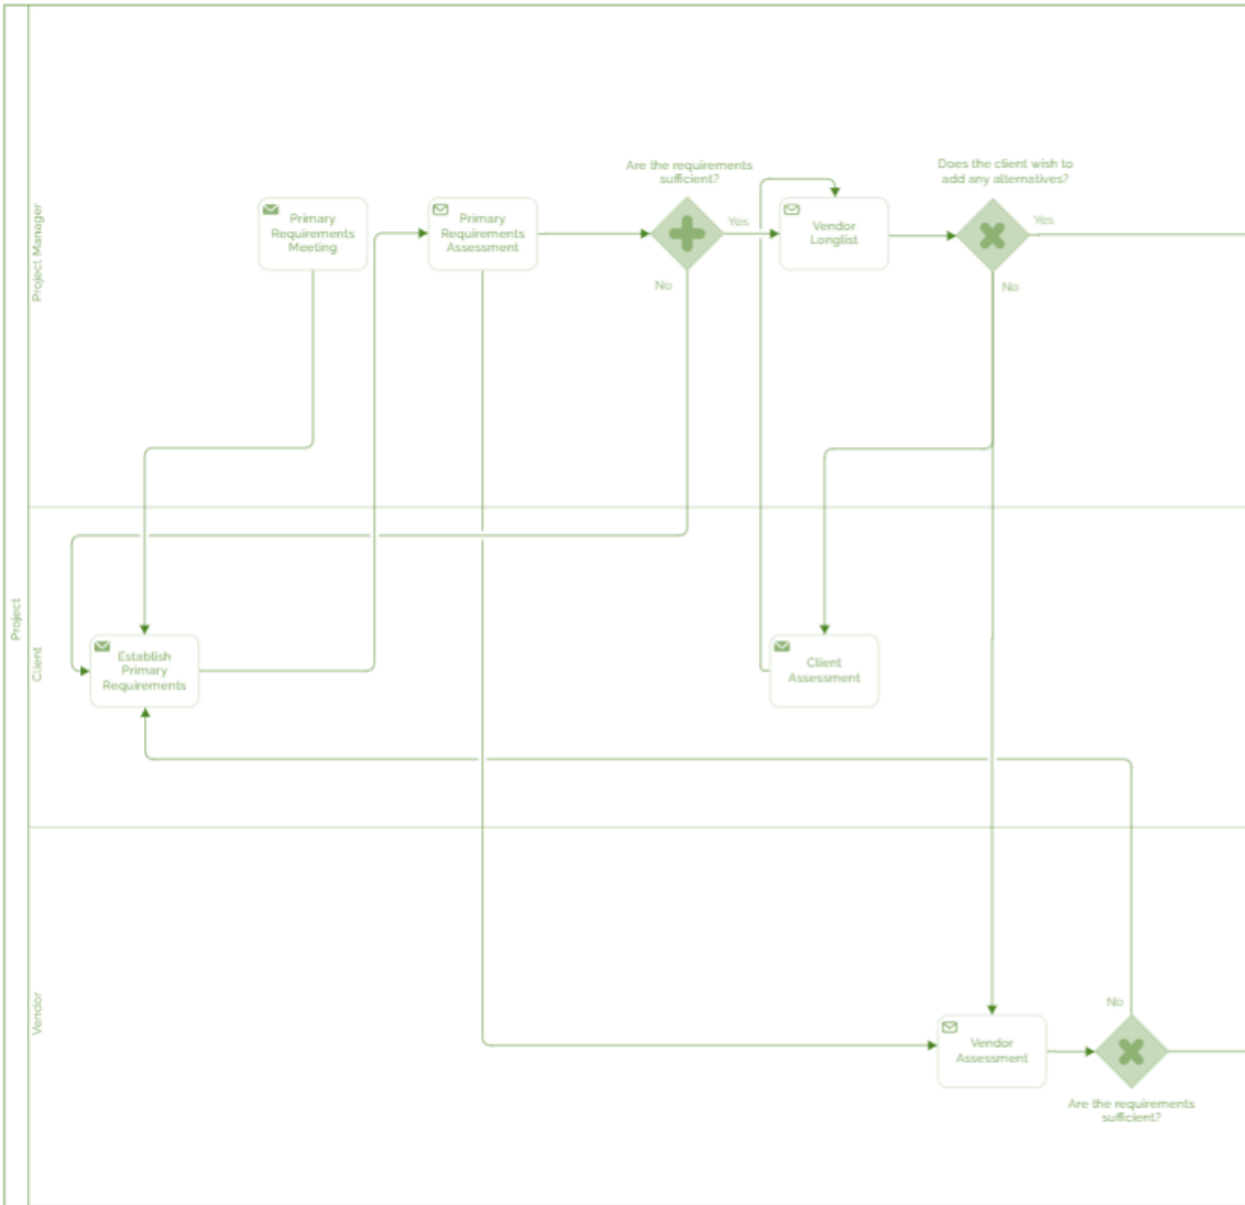 Project
Project Manager
Are the requirements
sufficient?
Does the client wish to
add any alternatives?
Primary
Requirements
Meeting
Primary
Requirements
Assessment
Yes
Vendor
Longlist
Yes
No
No
Client
Establish
Primary
Requirements
Client
Assessment
Vendor
No
Vendor
Assessment
Are the requirements
sufficient?